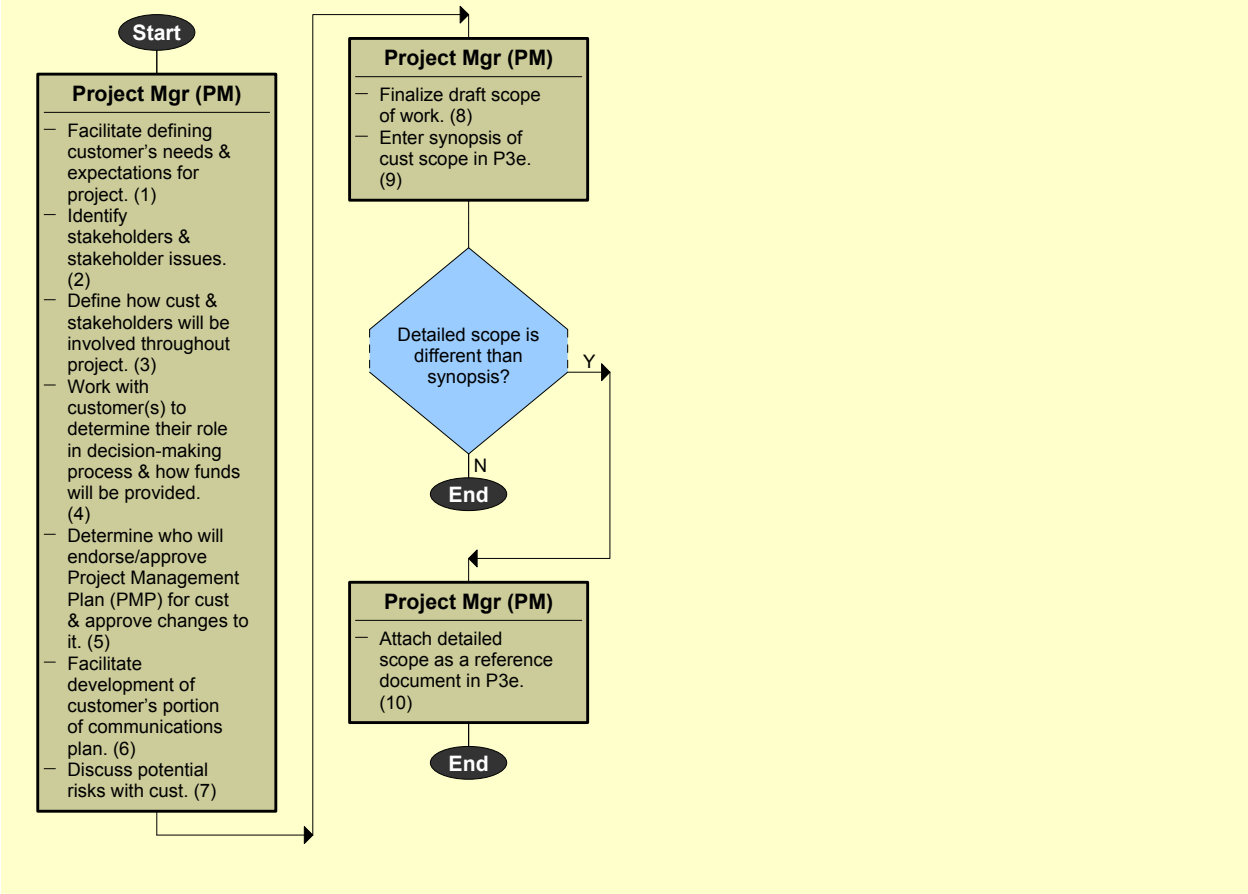 Start
Project Mgr (PM)
– Facilitate defining
customer's needs &
expectations for
project. (1)
– Identify
stakeholders &
stakeholder issues.
(2)
– Define how cust &
stakeholders will be
involved throughout
project. (3)
– Work with
customer(s) to
determine their role
in decision-making
process & how funds
will be provided.
(4)
– Determine who will
endorse/approve
Project Management
Plan (PMP) for cust
& approve changes to
it. (5)
– Facilitate
development of
customer's portion
of communications
plan. (6)
– Discuss potential
risks with cust. (7)
Project Mgr (PM)
– Finalize draft scope
of work. (8)
– Enter synopsis of
cust scope in P3e.
(9)
Detailed scope is
different than
synopsis?
Y
N
End
Project Mgr (PM)
– Attach detailed
scope as a reference
document in P3e.
(10)
End